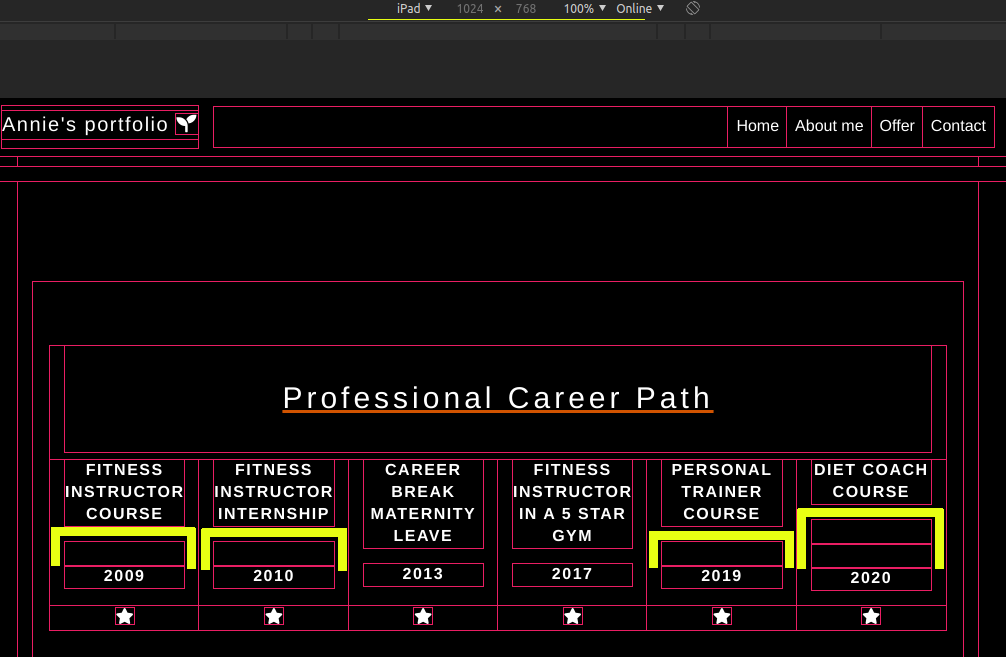 iPad ▼ 1024 × 768 100% ▼ Online ▼
Annie's portfolio Home About me Offer Contact
Professional Career Path
FITNESS
INSTRUCTOR
COURSE
2009
FITNESS
INSTRUCTOR
INTERNSHIP
2010
CAREER
BREAK
MATERNITY
LEAVE
2013
FITNESS
INSTRUCTOR
IN A 5 STAR
GYM
2017
PERSONAL
TRAINER
COURSE
2019
DIET COACH
COURSE
2020